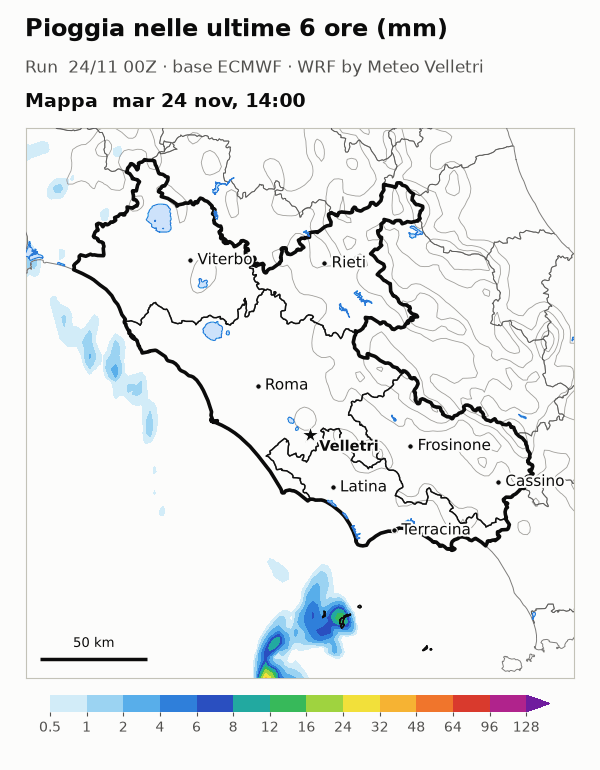 Pioggia nelle ultime 6 ore (mm)
Run  24/11 00Z · base ECMWF · WRF by Meteo Velletri
Mappa  mar 24 nov, 14:00
Viterbo
Rieti
Roma
Velletri
Frosinone
Latina
Cassino
Terracina
50 km
0.5 1 2 4 6 8 12 16 24 32 48 64 96 128